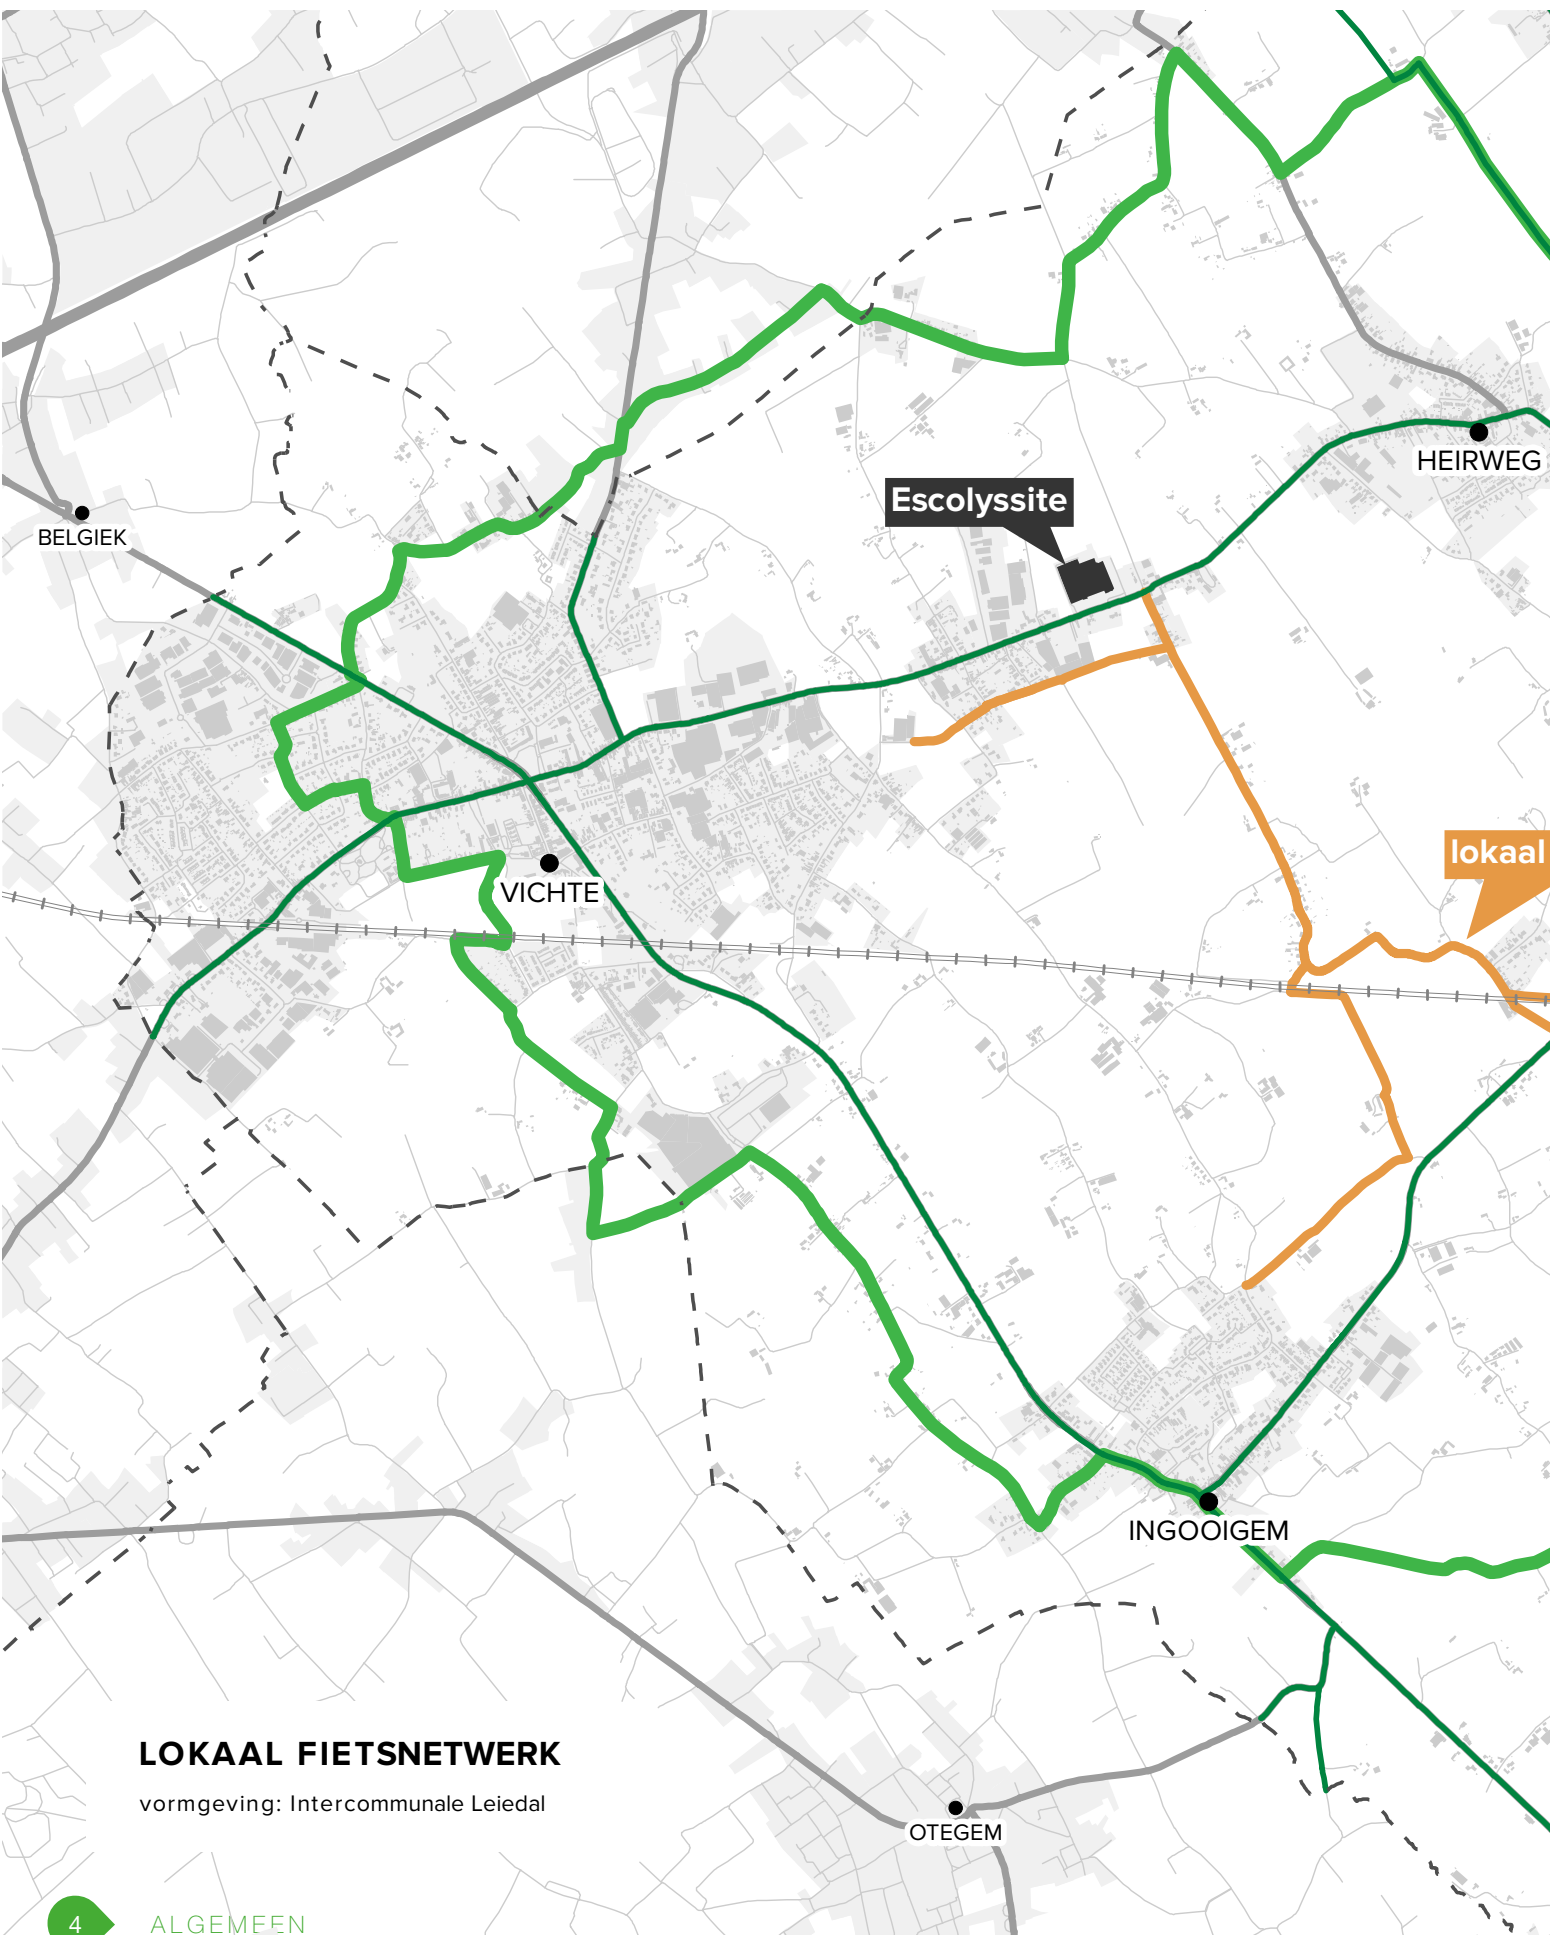 HEIRWEG
Escolyssite
BELGIEK
lokaal
VICHTE
INGOOIGEM
LOKAAL FIETSNETWERK
vormgeving: Intercommunale Leiedal
OTEGEM
4 ALGEMEEN